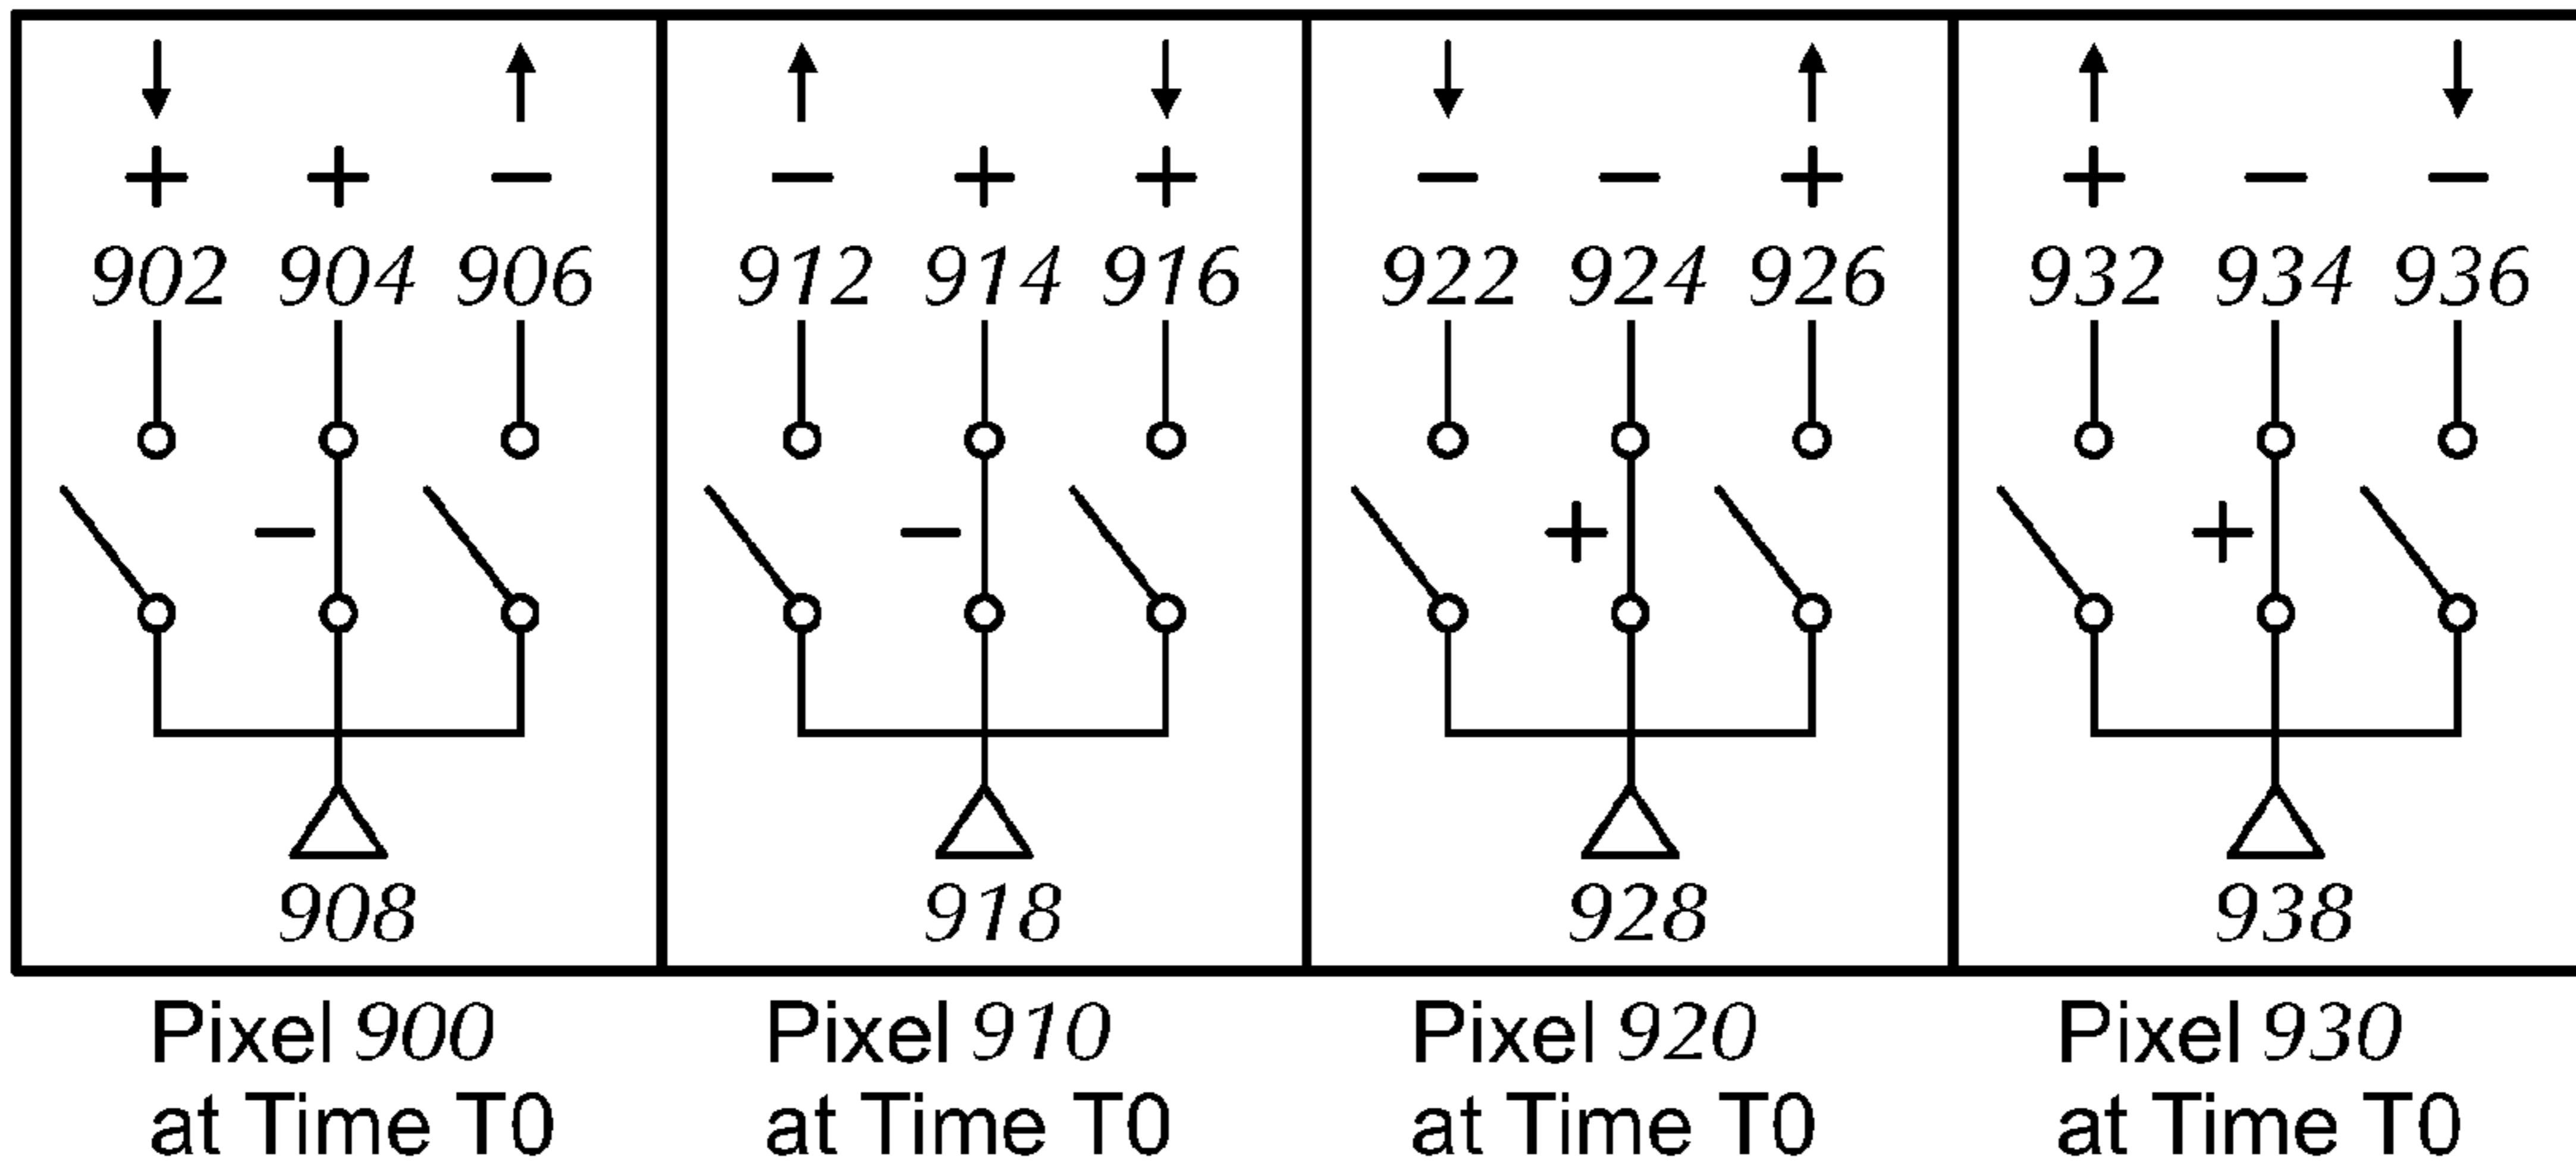 + + − − + + − − + + − −
902 904 906 912 914 916 922 924 926 932 934 936
− − + +
908 918 928 938
Pixel 900 Pixel 910 Pixel 920 Pixel 930
at Time T0 at Time T0 at Time T0 at Time T0